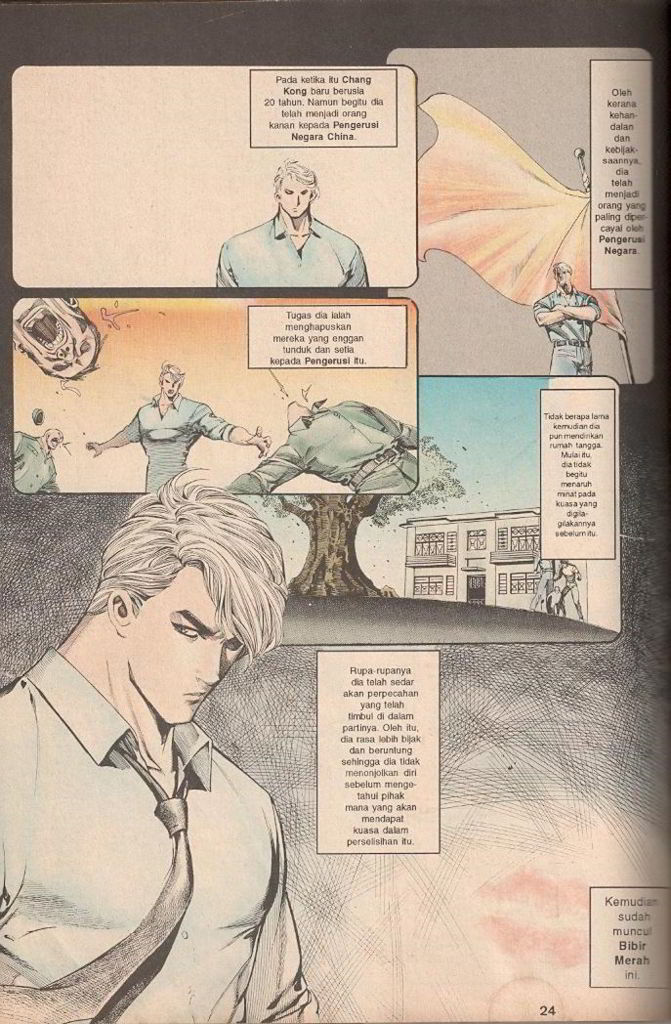 Pada ketika itu Chang
Kong baru berusia
20 tahun. Namun begitu dia
telah menjadi orang
kanan kepada Pengerusi
Negara China.
Oleh
kerana
kehan-
dalan
dan
kebijak-
saannya,
dia
telah
menjadi
orang yang
paling diper-
cayai oleh
Pengerusi
Negara.
Tugas dia ialah
menghapuskan
mereka yang enggan
tunduk dan setia
kepada Pengerusi itu.
Tidak berapa lama
kemudian dia
pun mendirikan
rumah tangga.
Mulai itu,
dia tidak
begitu
menaruh
minat pada
kuasa yang
digila-
gilakannya
sebelum itu.
Rupa-rupanya
dia telah sedar
akan perpecahan
yang telah
timbul di dalam
partinya. Oleh itu,
dia rasa lebih bijak
dan beruntung
sehingga dia tidak
menonjolkan diri
sebelum menge-
tahui pihak
mana yang akan
mendapat
kuasa dalam
perselisihan itu.
Kemudian
sudah
muncul
Bibir
Merah
ini.
24